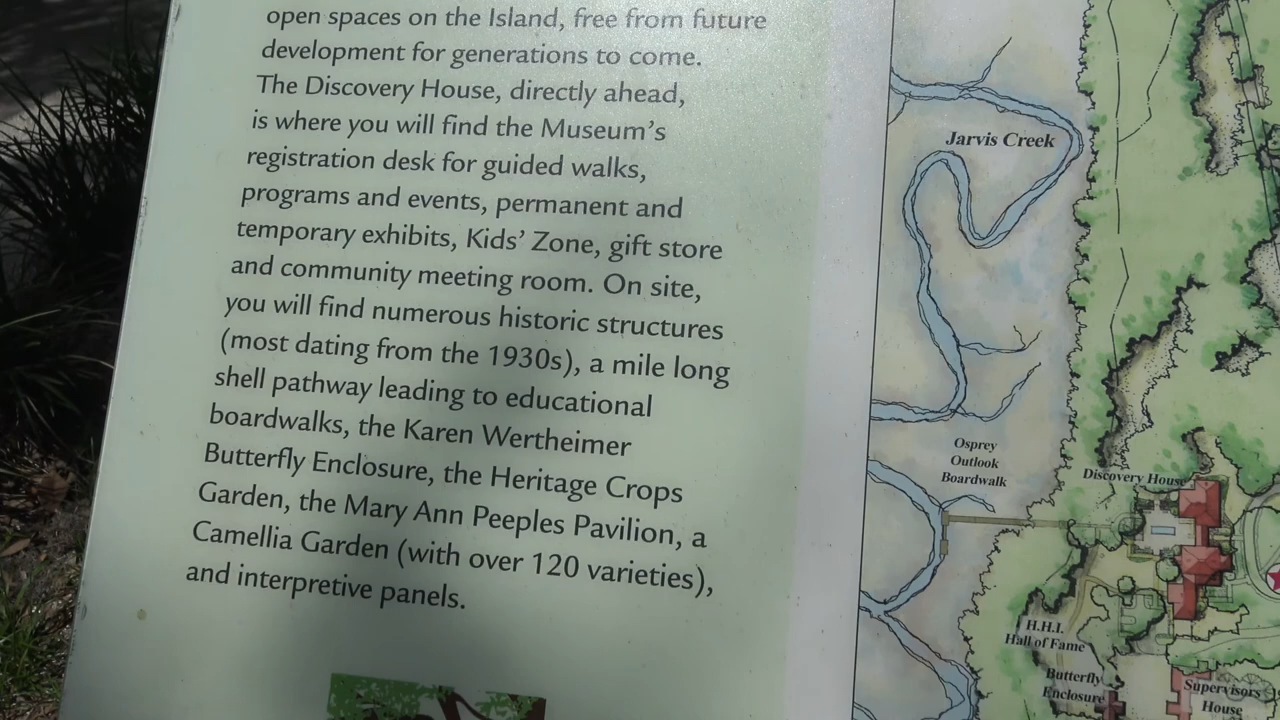 open spaces on the Island, free from future
development for generations to come.
The Discovery House, directly ahead,
is where you will find the Museum's
registration desk for guided walks,
programs and events, permanent and
temporary exhibits, Kids' Zone, gift store
and community meeting room. On site,
you will find numerous historic structures
(most dating from the 1930s), a mile long
shell pathway leading to educational
boardwalks, the Karen Wertheimer
Butterfly Enclosure, the Heritage Crops
Garden, the Mary Ann Peeples Pavilion, a
Camellia Garden (with over 120 varieties),
and interpretive panels.
Jarvis Creek
Osprey
Outlook
Boardwalk
Discovery House
H.H.I.
Hall of Fame
Butterfly
Enclosure
Supervisors
House